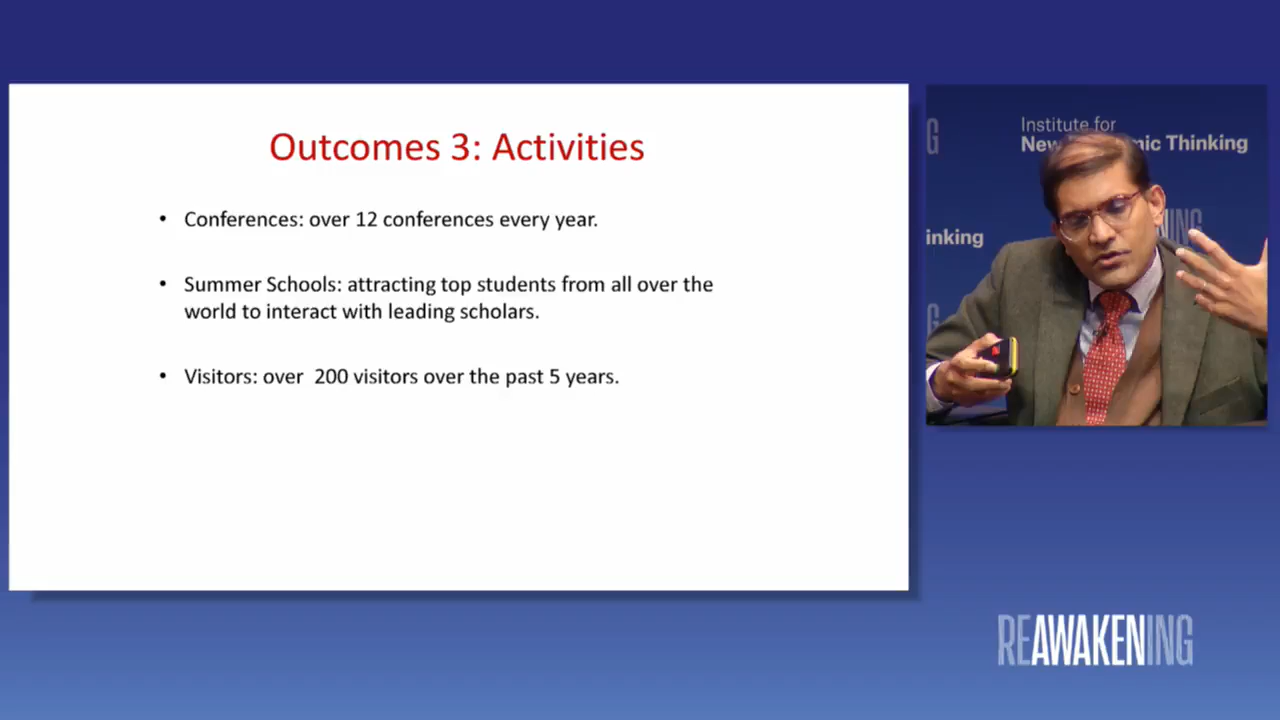 Outcomes 3: Activities
• Conferences: over 12 conferences every year.
• Summer Schools: attracting top students from all over the
world to interact with leading scholars.
• Visitors: over 200 visitors over the past 5 years.
G
Institute for
New mic Thinking
inking
ING
REAWAKENING